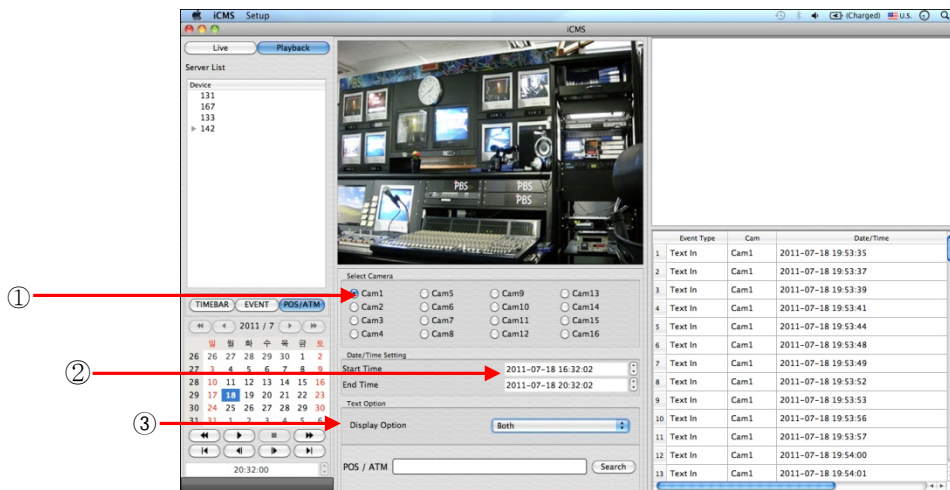 iCMS Setup (Charged) U.S.
iCMS
Live Playback
Server List
Device
131
167
133
142
PBS
PBS
PBS
PBS
①
②
③
Select Camera
Cam1 Cam5 Cam9 Cam13
Cam2 Cam6 Cam10 Cam14
Cam3 Cam7 Cam11 Cam15
Cam4 Cam8 Cam12 Cam16
TIMEBAR EVENT POS/ATM
2011 / 7
일 월 화 수 목 금 토
26 26 27 28 29 30 1 2
27 3 4 5 6 7 8 9
28 10 11 12 13 14 15 16
29 17 18 19 20 21 22 23
30 24 25 26 27 28 29 30
31 31 1 2 3 4 5 6
20:32:00
Date/Time Setting
Start Time 2011-07-18 16:32:02
End Time 2011-07-18 20:32:02
Text Option
Display Option Both
POS / ATM Search
Event Type Cam Date/Time
1 Text In Cam1 2011-07-18 19:53:35
2 Text In Cam1 2011-07-18 19:53:37
3 Text In Cam1 2011-07-18 19:53:39
4 Text In Cam1 2011-07-18 19:53:41
5 Text In Cam1 2011-07-18 19:53:44
6 Text In Cam1 2011-07-18 19:53:48
7 Text In Cam1 2011-07-18 19:53:49
8 Text In Cam1 2011-07-18 19:53:52
9 Text In Cam1 2011-07-18 19:53:53
10 Text In Cam1 2011-07-18 19:53:56
11 Text In Cam1 2011-07-18 19:53:57
12 Text In Cam1 2011-07-18 19:54:00
13 Text In Cam1 2011-07-18 19:54:01